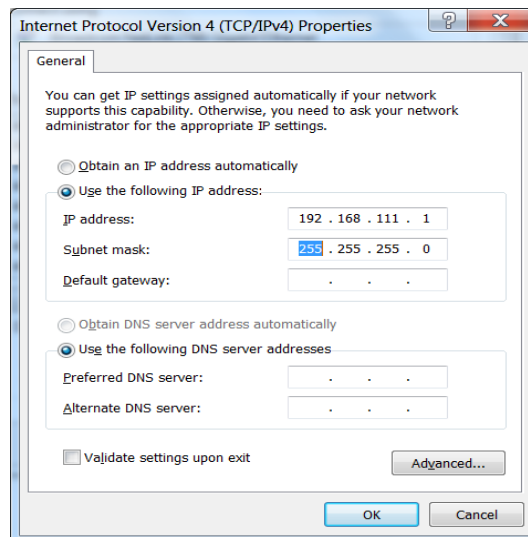 Internet Protocol Version 4 (TCP/IPv4) Properties
General
You can get IP settings assigned automatically if your network
supports this capability. Otherwise, you need to ask your network
administrator for the appropriate IP settings.
Obtain an IP address automatically
Use the following IP address:
IP address: 192 . 168 . 111 . 1
Subnet mask: 255 . 255 . 255 . 0
Default gateway: . . .
Obtain DNS server address automatically
Use the following DNS server addresses
Preferred DNS server: . . .
Alternate DNS server: . . .
Validate settings upon exit
Advanced...
OK Cancel